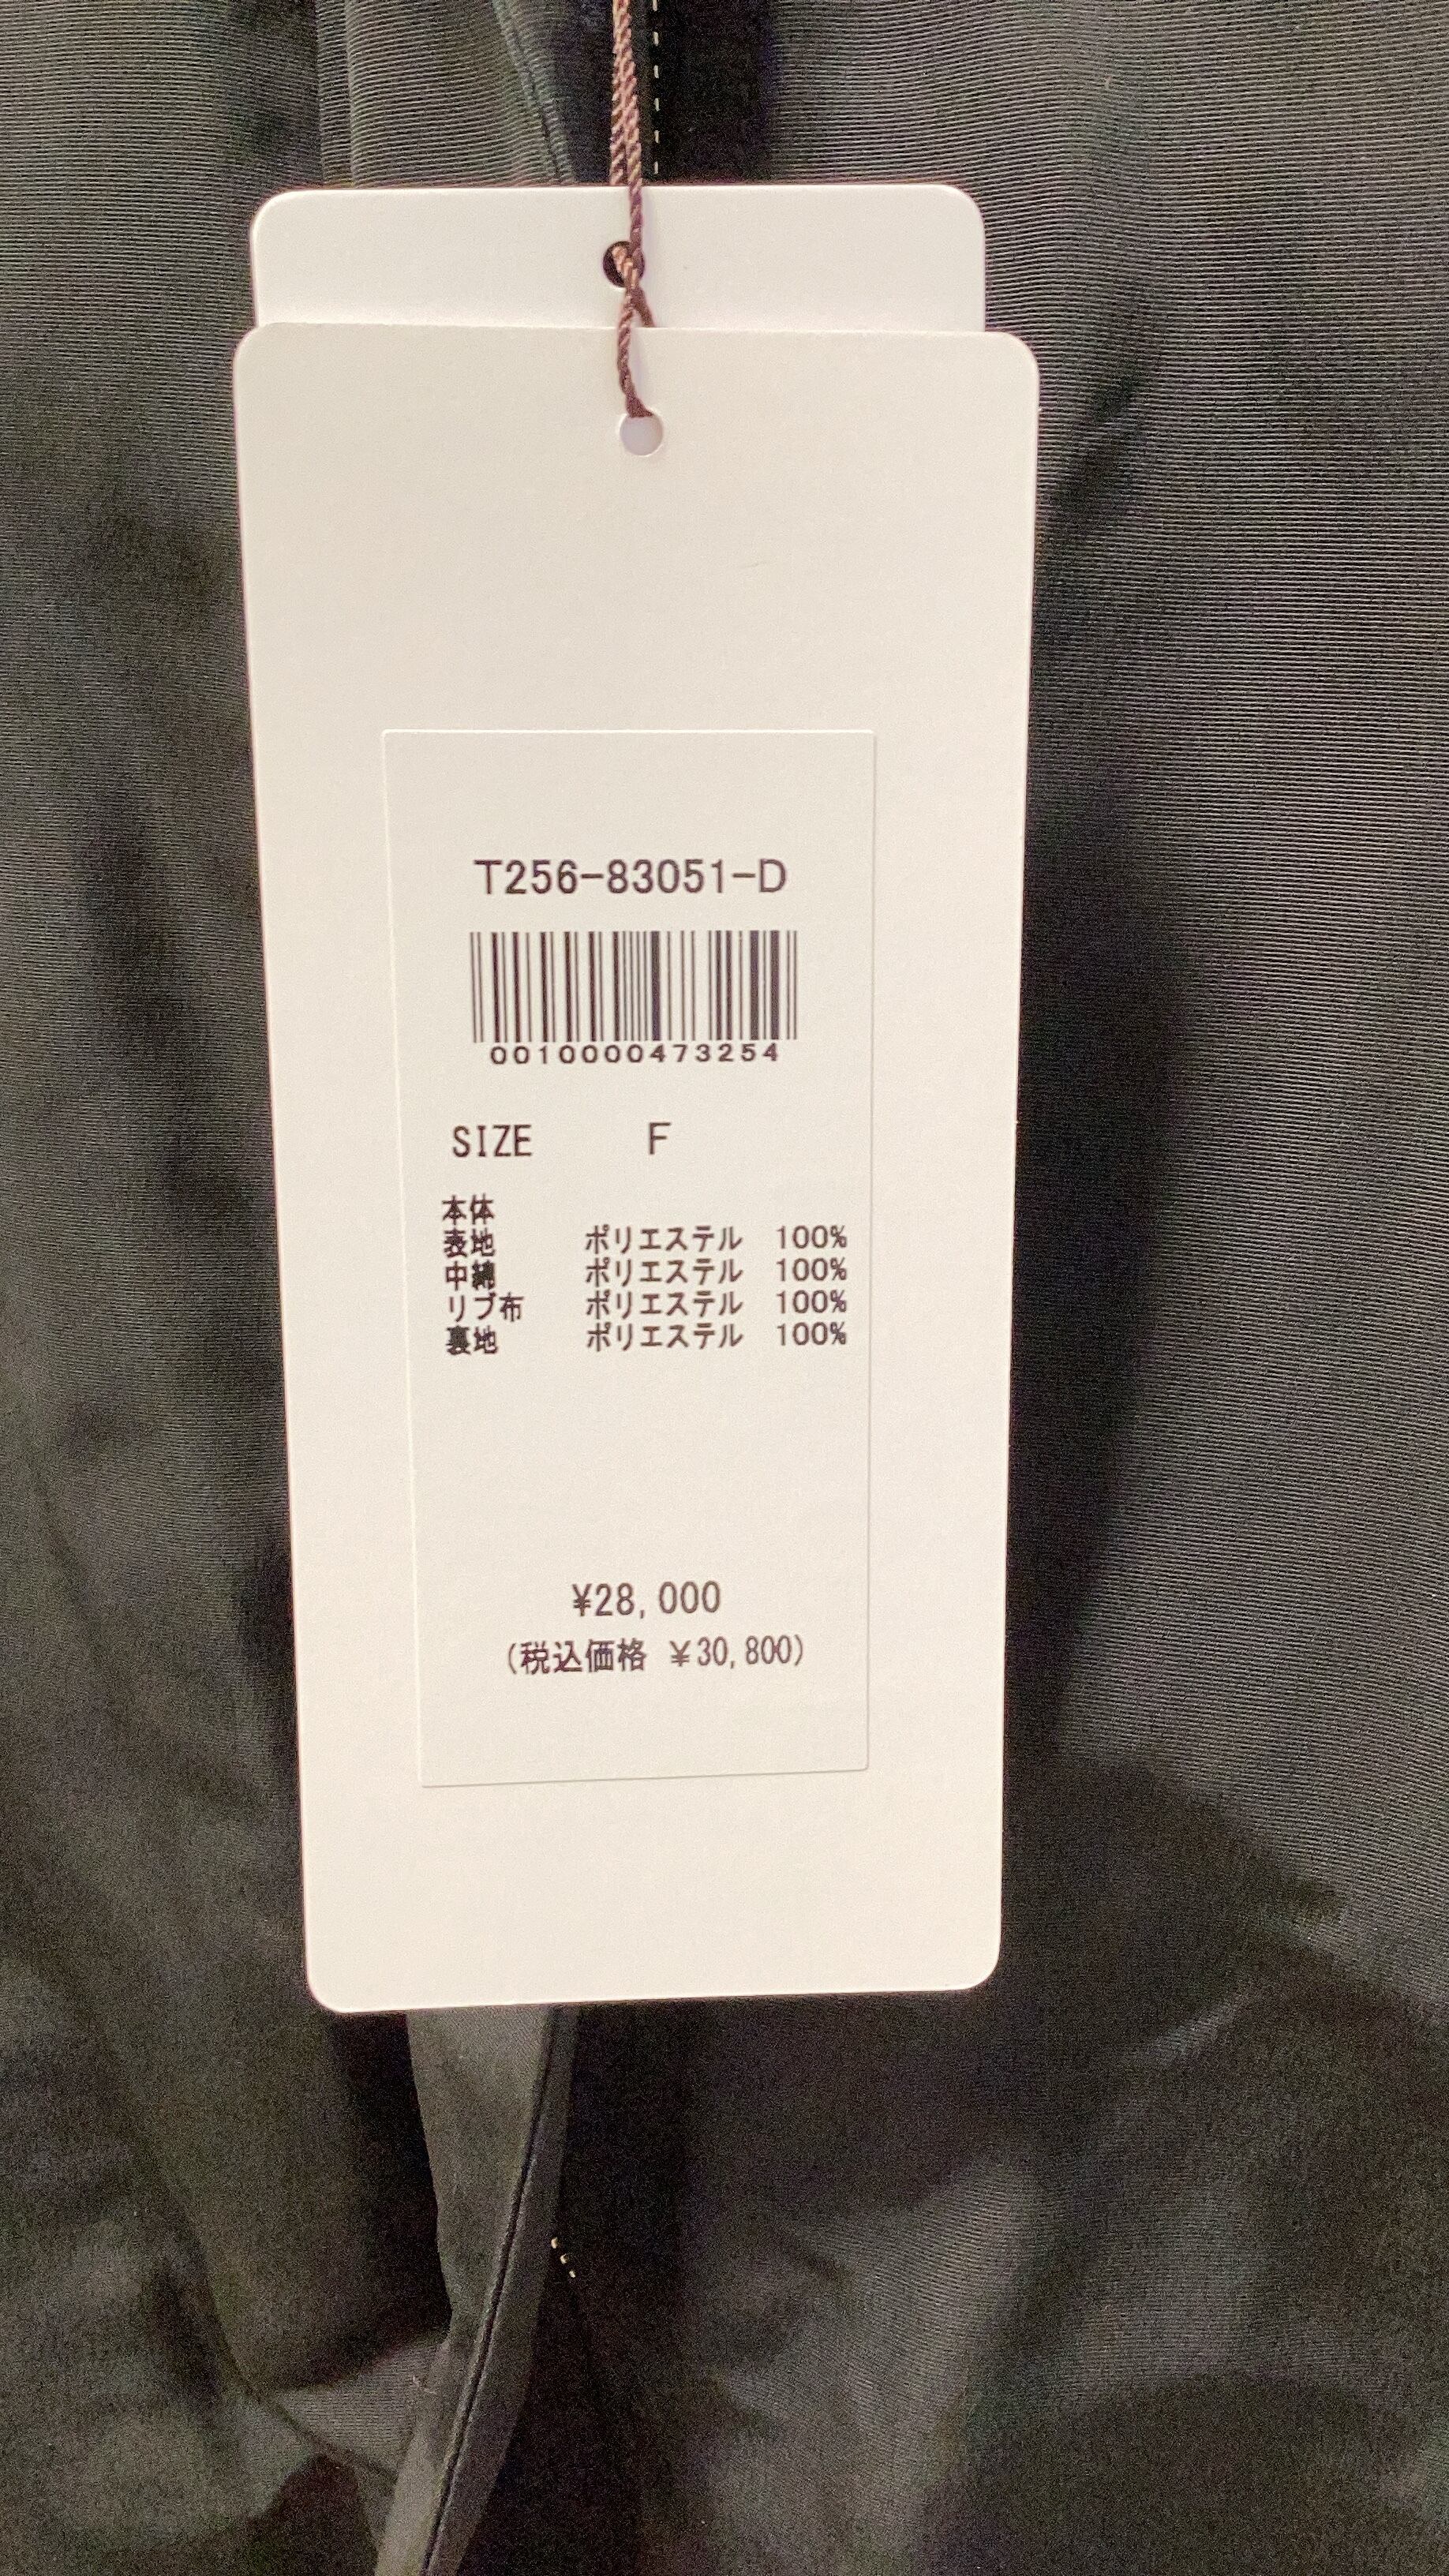 T256-83051-D
0010000473254
SIZE F
本体
表地 ポリエステル 100%
中綿 ポリエステル 100%
リブ布 ポリエステル 100%
裏地 ポリエステル 100%
¥28,000
(税込価格 ¥30,800)